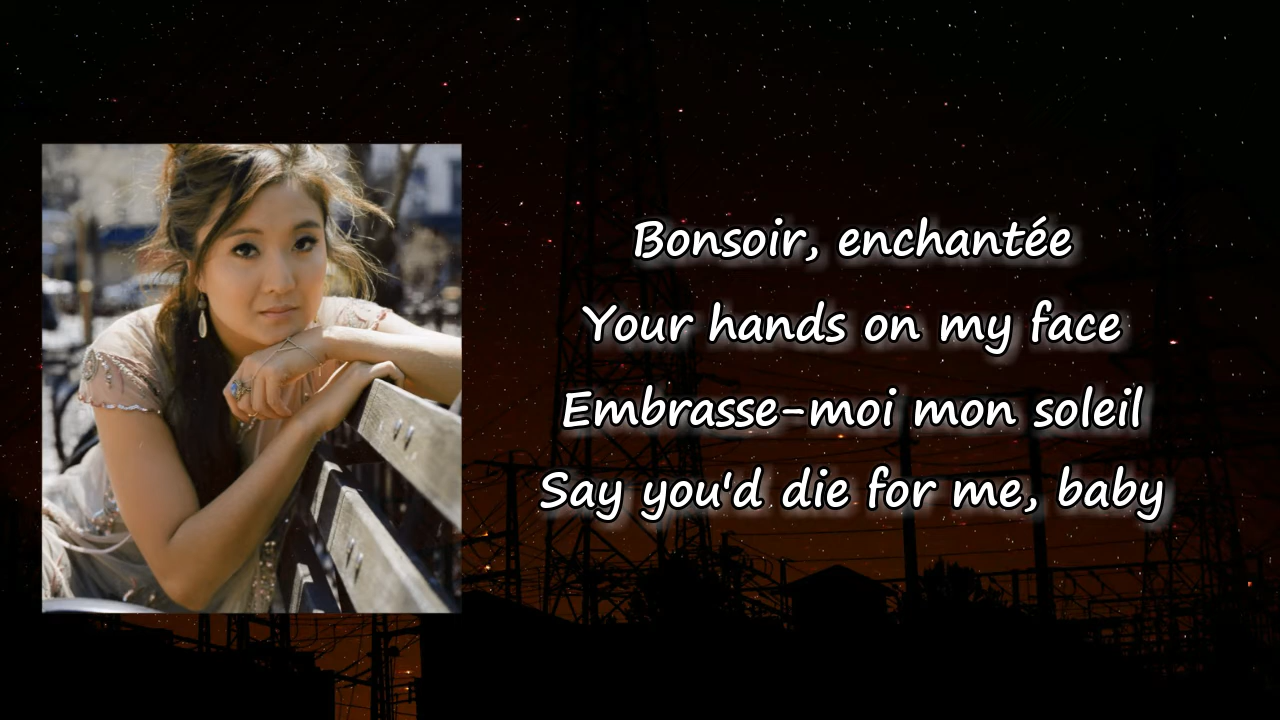 Bonsoir, enchantée
Your hands on my face
Embrasse-moi mon soleil
Say you'd die for me, baby